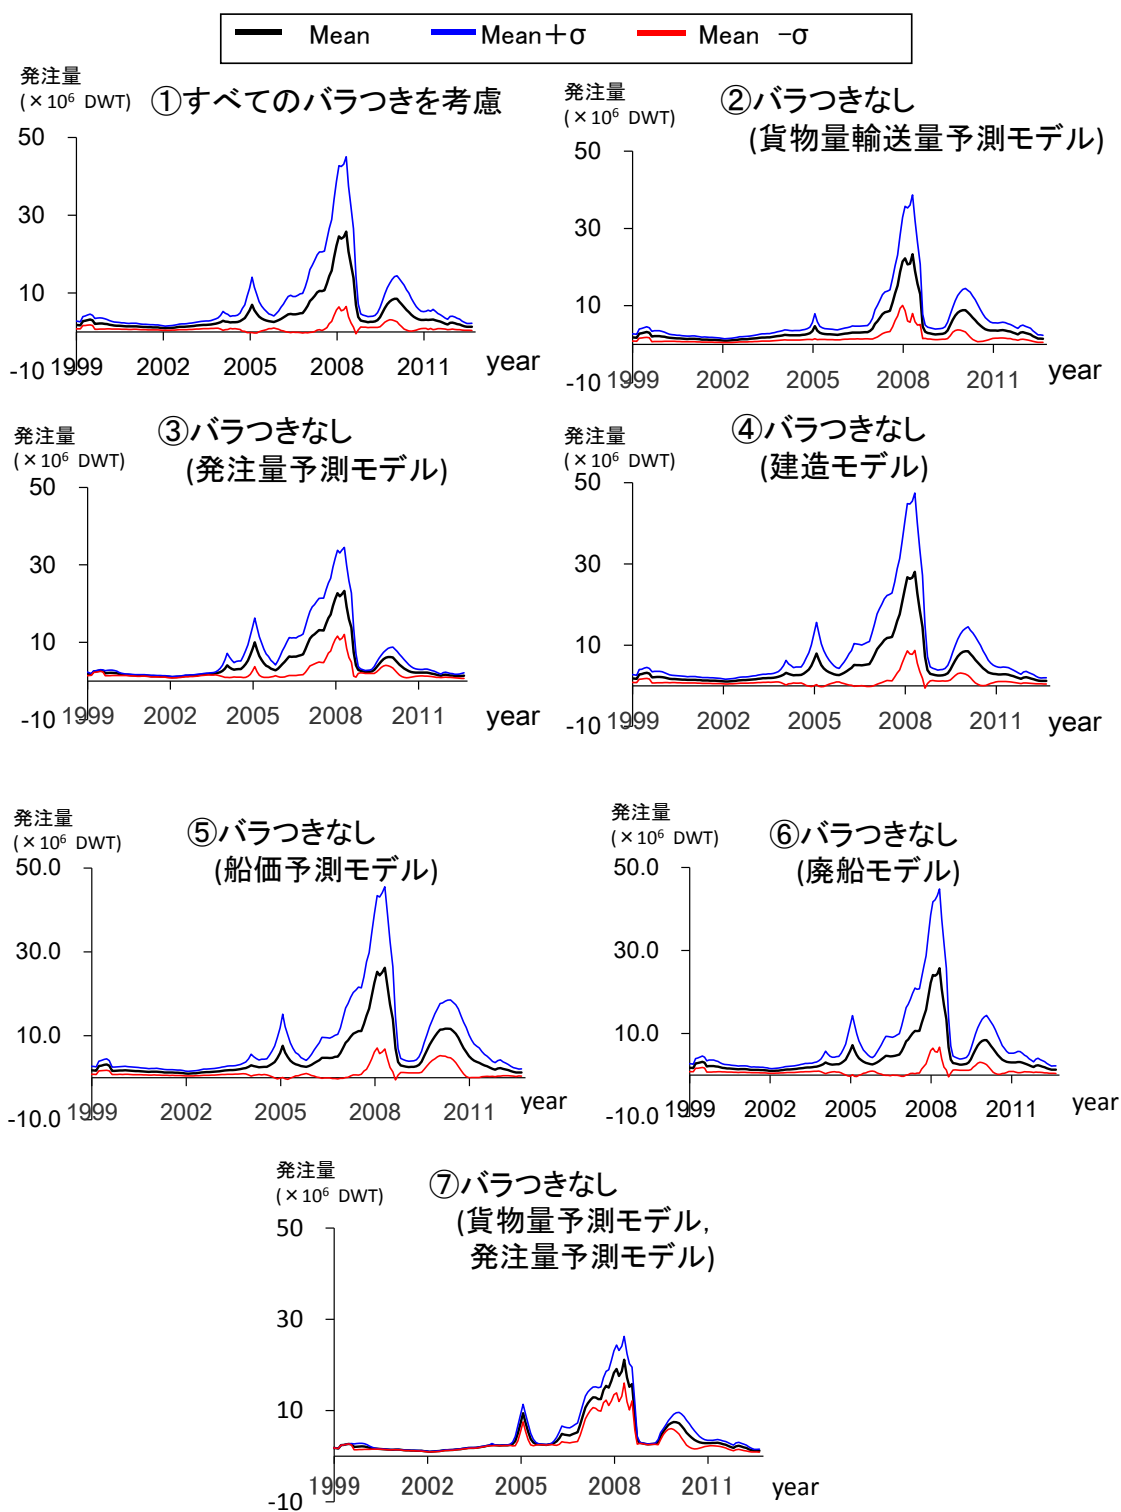 Mean Mean＋σ Mean －σ
発注量
(×10⁶ DWT)
①すべてのバラつきを考慮
50
30
10
-10
1999 2002 2005 2008 2011 year
発注量
(×10⁶ DWT)
②バラつきなし
(貨物量輸送量予測モデル)
50
30
10
-10
1999 2002 2005 2008 2011 year
発注量
(×10⁶ DWT)
③バラつきなし
(発注量予測モデル)
50
30
10
-10
1999 2002 2005 2008 2011 year
発注量
(×10⁶ DWT)
④バラつきなし
(建造モデル)
50
30
10
-10
1999 2002 2005 2008 2011 year
発注量
(×10⁶ DWT)
⑤バラつきなし
(船価予測モデル)
50.0
30.0
10.0
-10.0
1999 2002 2005 2008 2011 year
発注量
(×10⁶ DWT)
⑥バラつきなし
(廃船モデル)
50.0
30.0
10.0
-10.0
1999 2002 2005 2008 2011 year
発注量
(×10⁶ DWT)
⑦バラつきなし
(貨物量予測モデル,
発注量予測モデル)
50
30
10
-10
1999 2002 2005 2008 2011 year